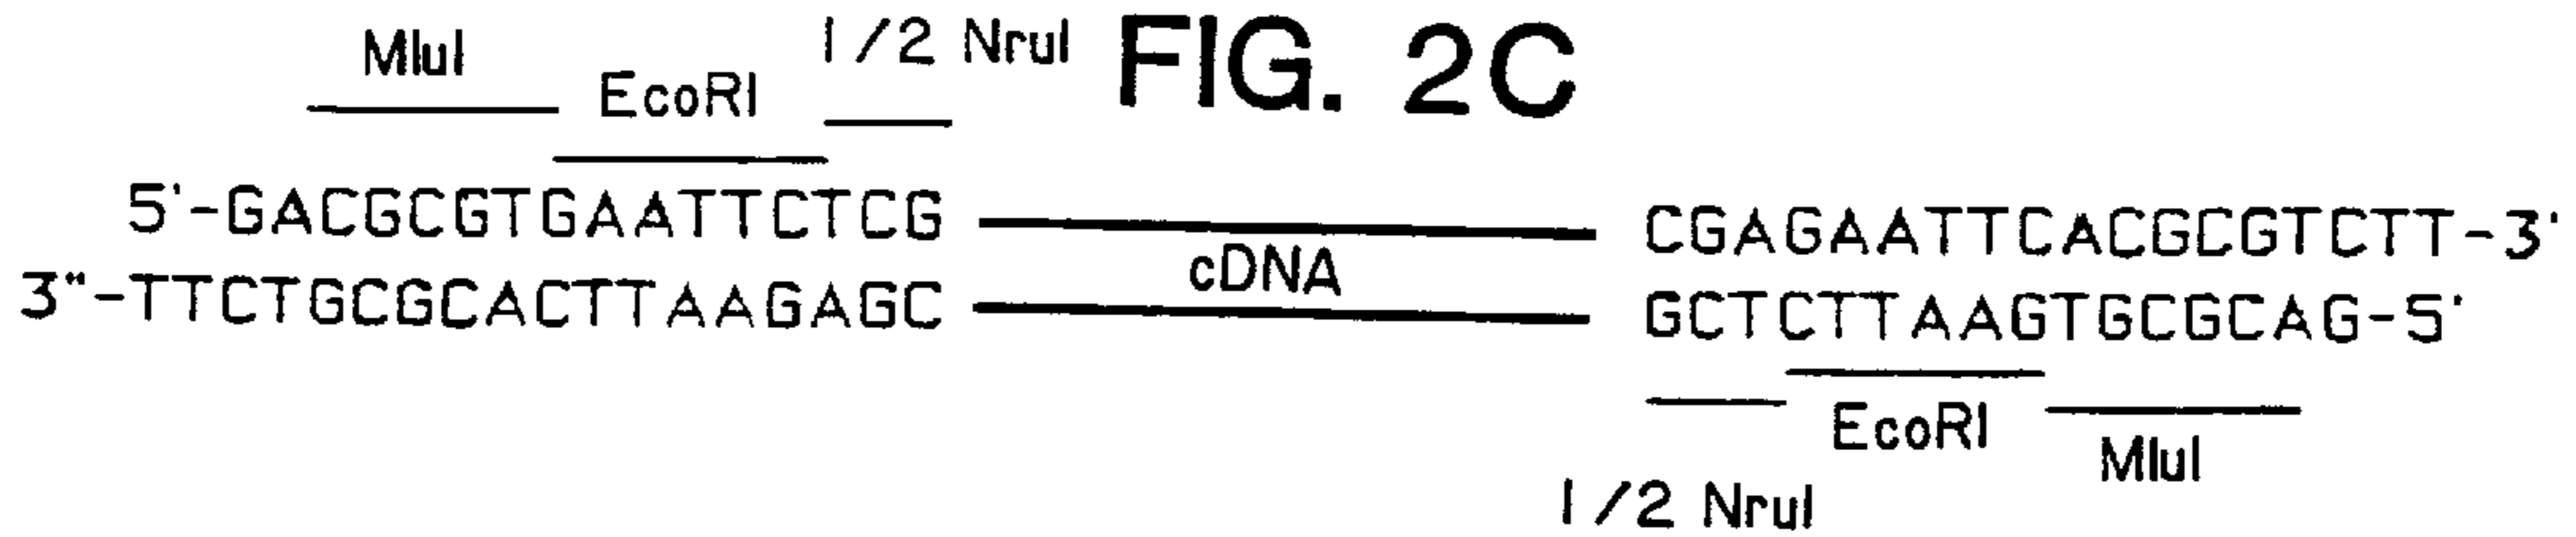 MluI
EcoRI
1/2 NruI
FIG. 2C
5'-GACGCGTGAATTCTCG
CGAGAATTCACGCGTCTT-3'
cDNA
3"-TTCTGCGCACTTAAGAGC
GCTCTTAAGTGCGCAG-5'
EcoRI
MluI
1/2 NruI